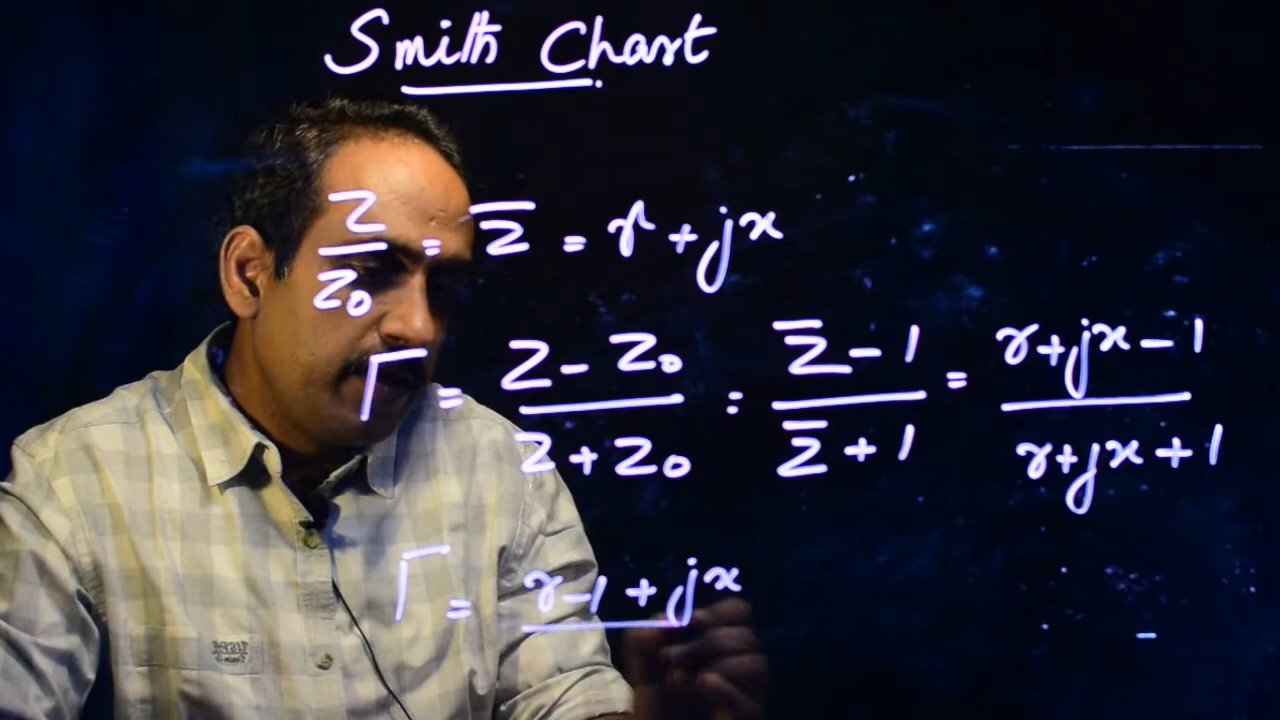 Smith Chart
Z/Z0 = Z̅ = r + jx
Γ = (Z - Z0)/(Z + Z0) = (Z̅ - 1)/(Z̅ + 1) = (r+jx-1)/(r+jx+1)
Γ = r-1+jx